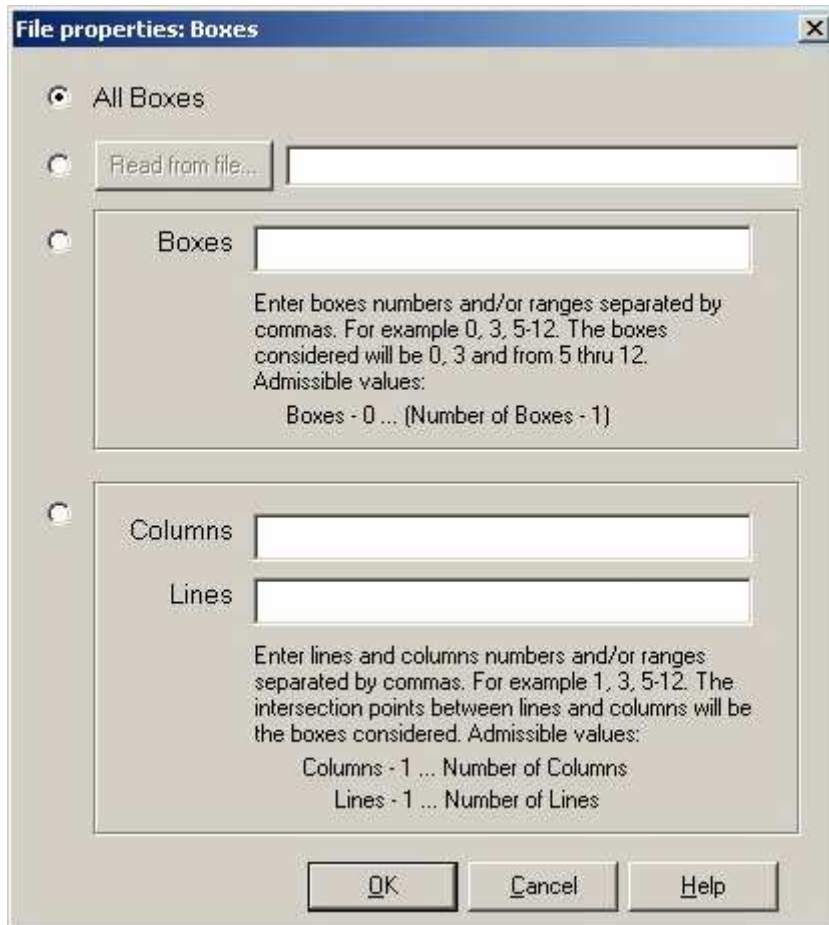 File properties: Boxes
All Boxes
Read from file...
Boxes
Enter boxes numbers and/or ranges separated by
commas. For example 0, 3, 5-12. The boxes
considered will be 0, 3 and from 5 thru 12.
Admissible values:
Boxes - 0 ... (Number of Boxes - 1)
Columns
Lines
Enter lines and columns numbers and/or ranges
separated by commas. For example 1, 3, 5-12. The
intersection points between lines and columns will be
the boxes considered. Admissible values:
Columns - 1 ... Number of Columns
Lines - 1 ... Number of Lines
OK Cancel Help